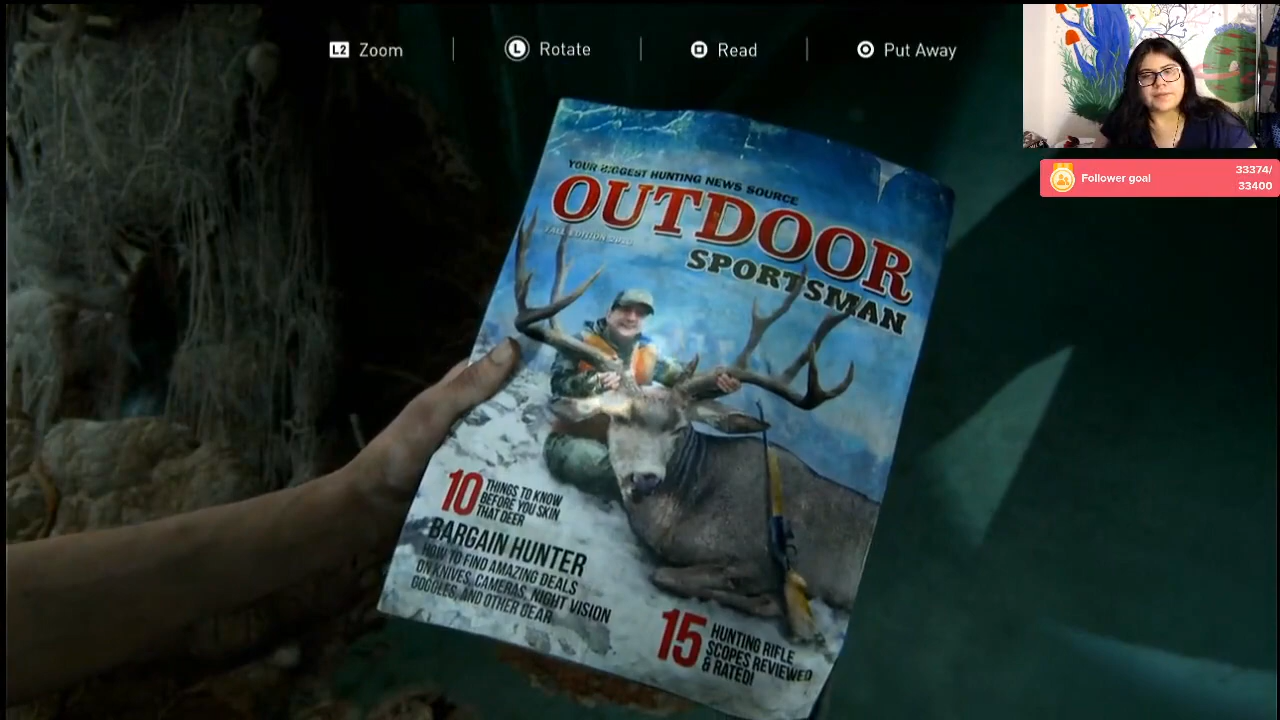 L2 Zoom
L Rotate
Read
Put Away
Follower goal
33374/
33400
YOUR BIGGEST HUNTING NEWS SOURCE
OUTDOOR
FALL EDITION
SPORTSMAN
10 THINGS TO KNOW
BEFORE YOU SKIN
THAT DEER
BARGAIN HUNTER
HOW TO FIND AMAZING DEALS
ON KNIVES, CAMERAS, NIGHT VISION
GOGGLES, AND OTHER GEAR
15 HUNTING RIFLE
SCOPES REVIEWED
& RATED!